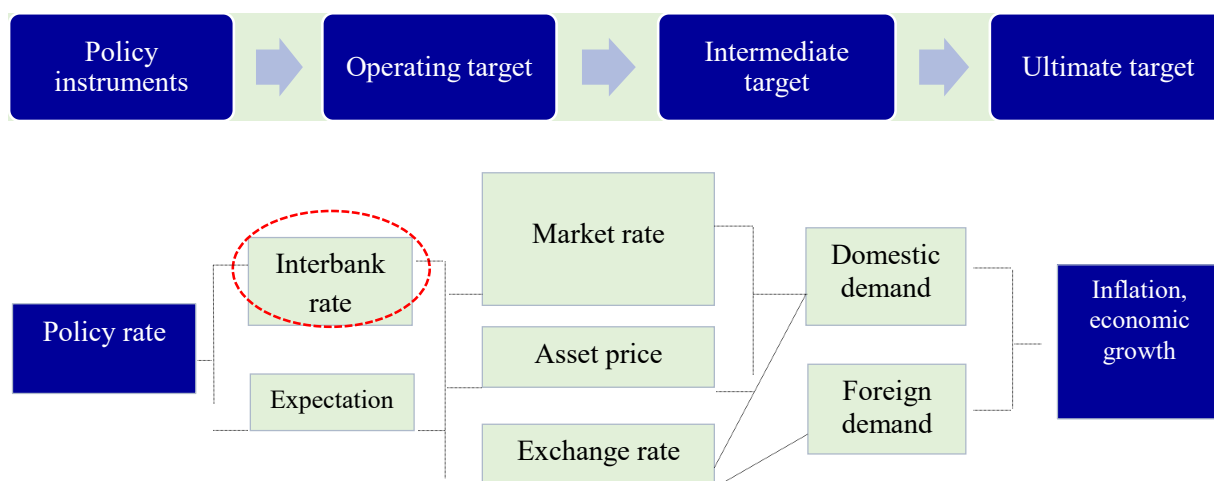 Policy
instruments
Operating target
Intermediate
target
Ultimate target
Policy rate
Interbank
rate
Expectation
Market rate
Asset price
Exchange rate
Domestic
demand
Foreign
demand
Inflation,
economic
growth